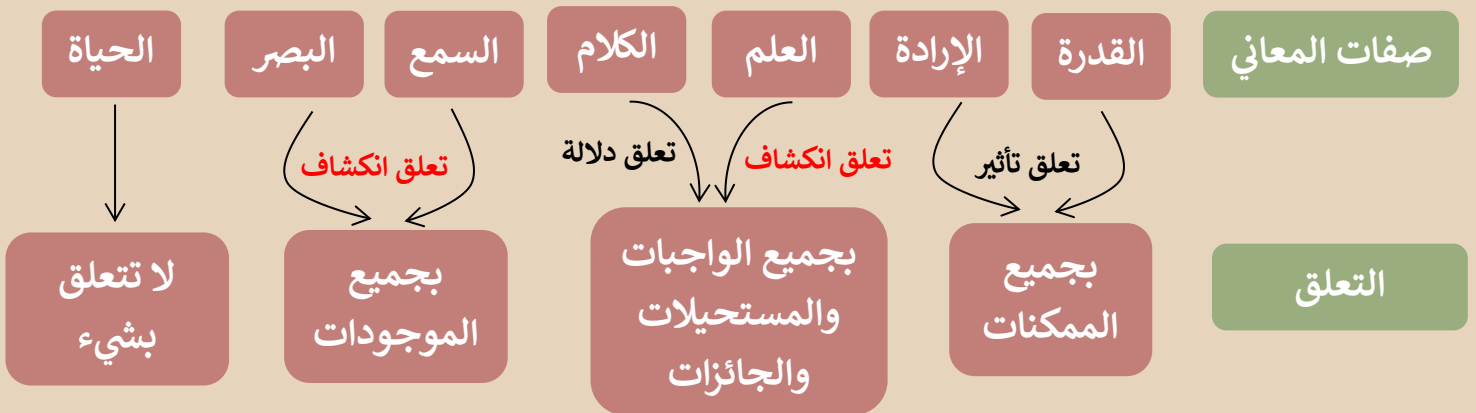 صفات المعاني
القدرة
الإرادة
العلم
الكلام
السمع
البصر
الحياة
تعلق تأثير
تعلق انكشاف
تعلق دلالة
تعلق انكشاف
التعلق
بجميع
الممكنات
بجميع الواجبات
والمستحيلات
والجائزات
بجميع
الموجودات
لا تتعلق
بشيء